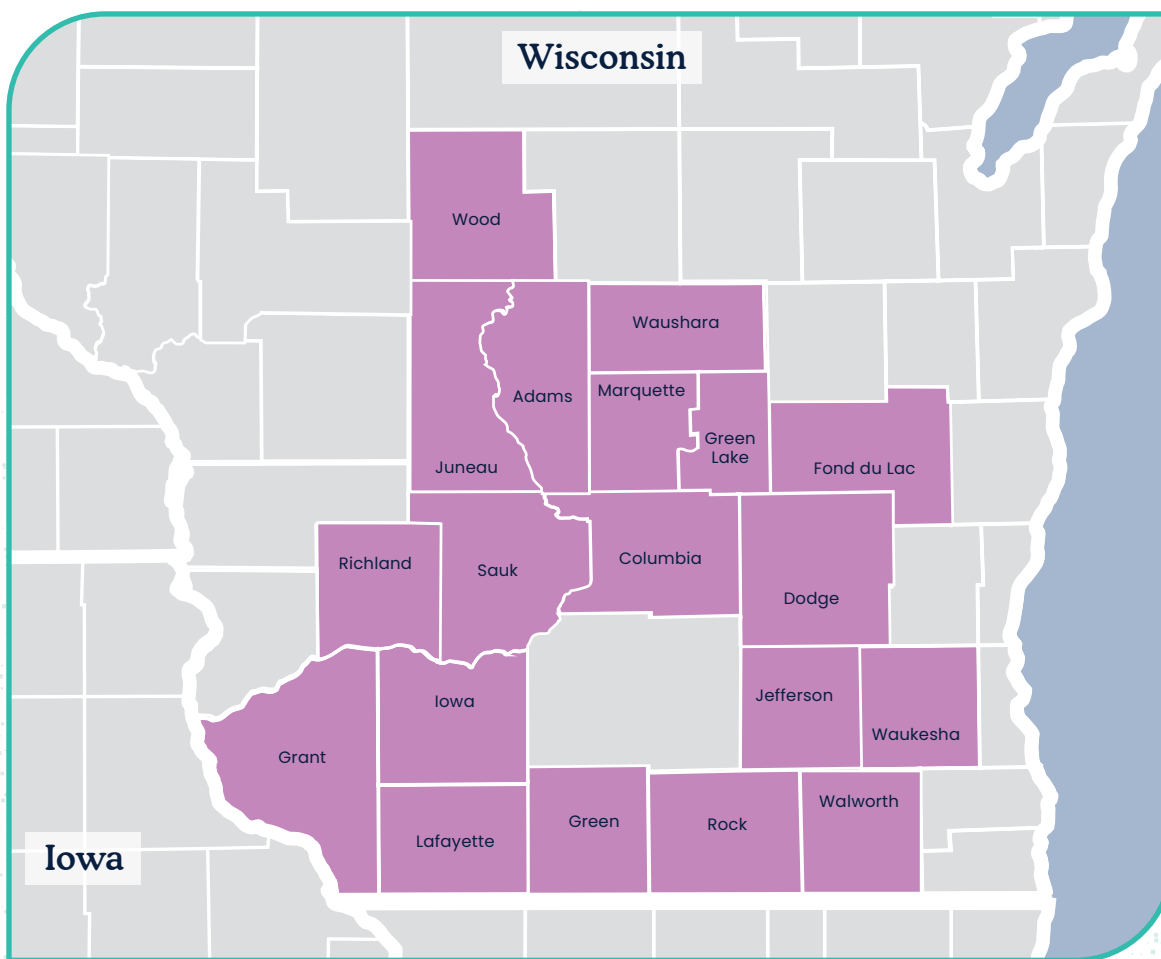 Wisconsin
Wood
Waushara
Adams
Marquette
Green
Lake
Juneau
Fond du Lac
Richland
Sauk
Columbia
Dodge
Iowa
Jefferson
Waukesha
Grant
Lafayette
Green
Rock
Walworth
Iowa